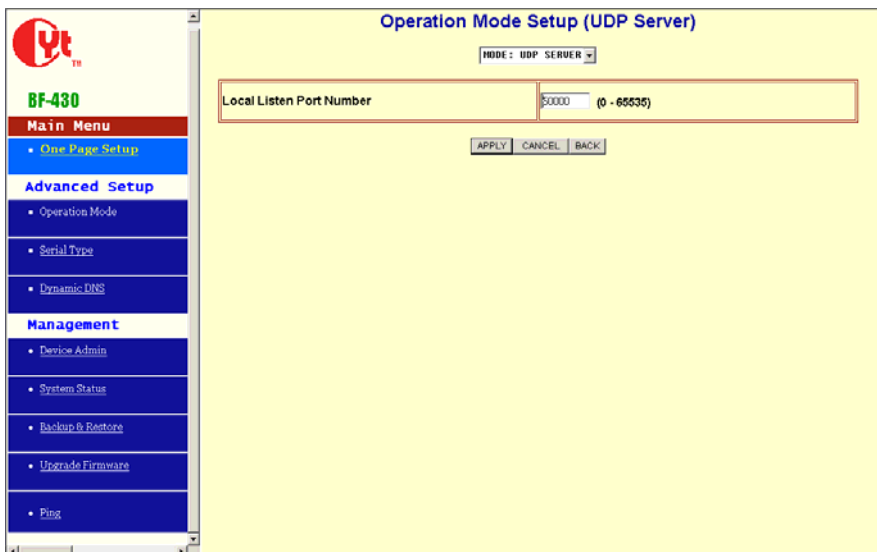 Cyt
TM
BF-430
Main Menu
One Page Setup
Advanced Setup
Operation Mode
Serial Type
Dynamic DNS
Management
Device Admin
System Status
Backup & Restore
Upgrade Firmware
Ping
Operation Mode Setup (UDP Server)
MODE: UDP SERVER
Local Listen Port Number 50000 (0 - 65535)
APPLY CANCEL BACK